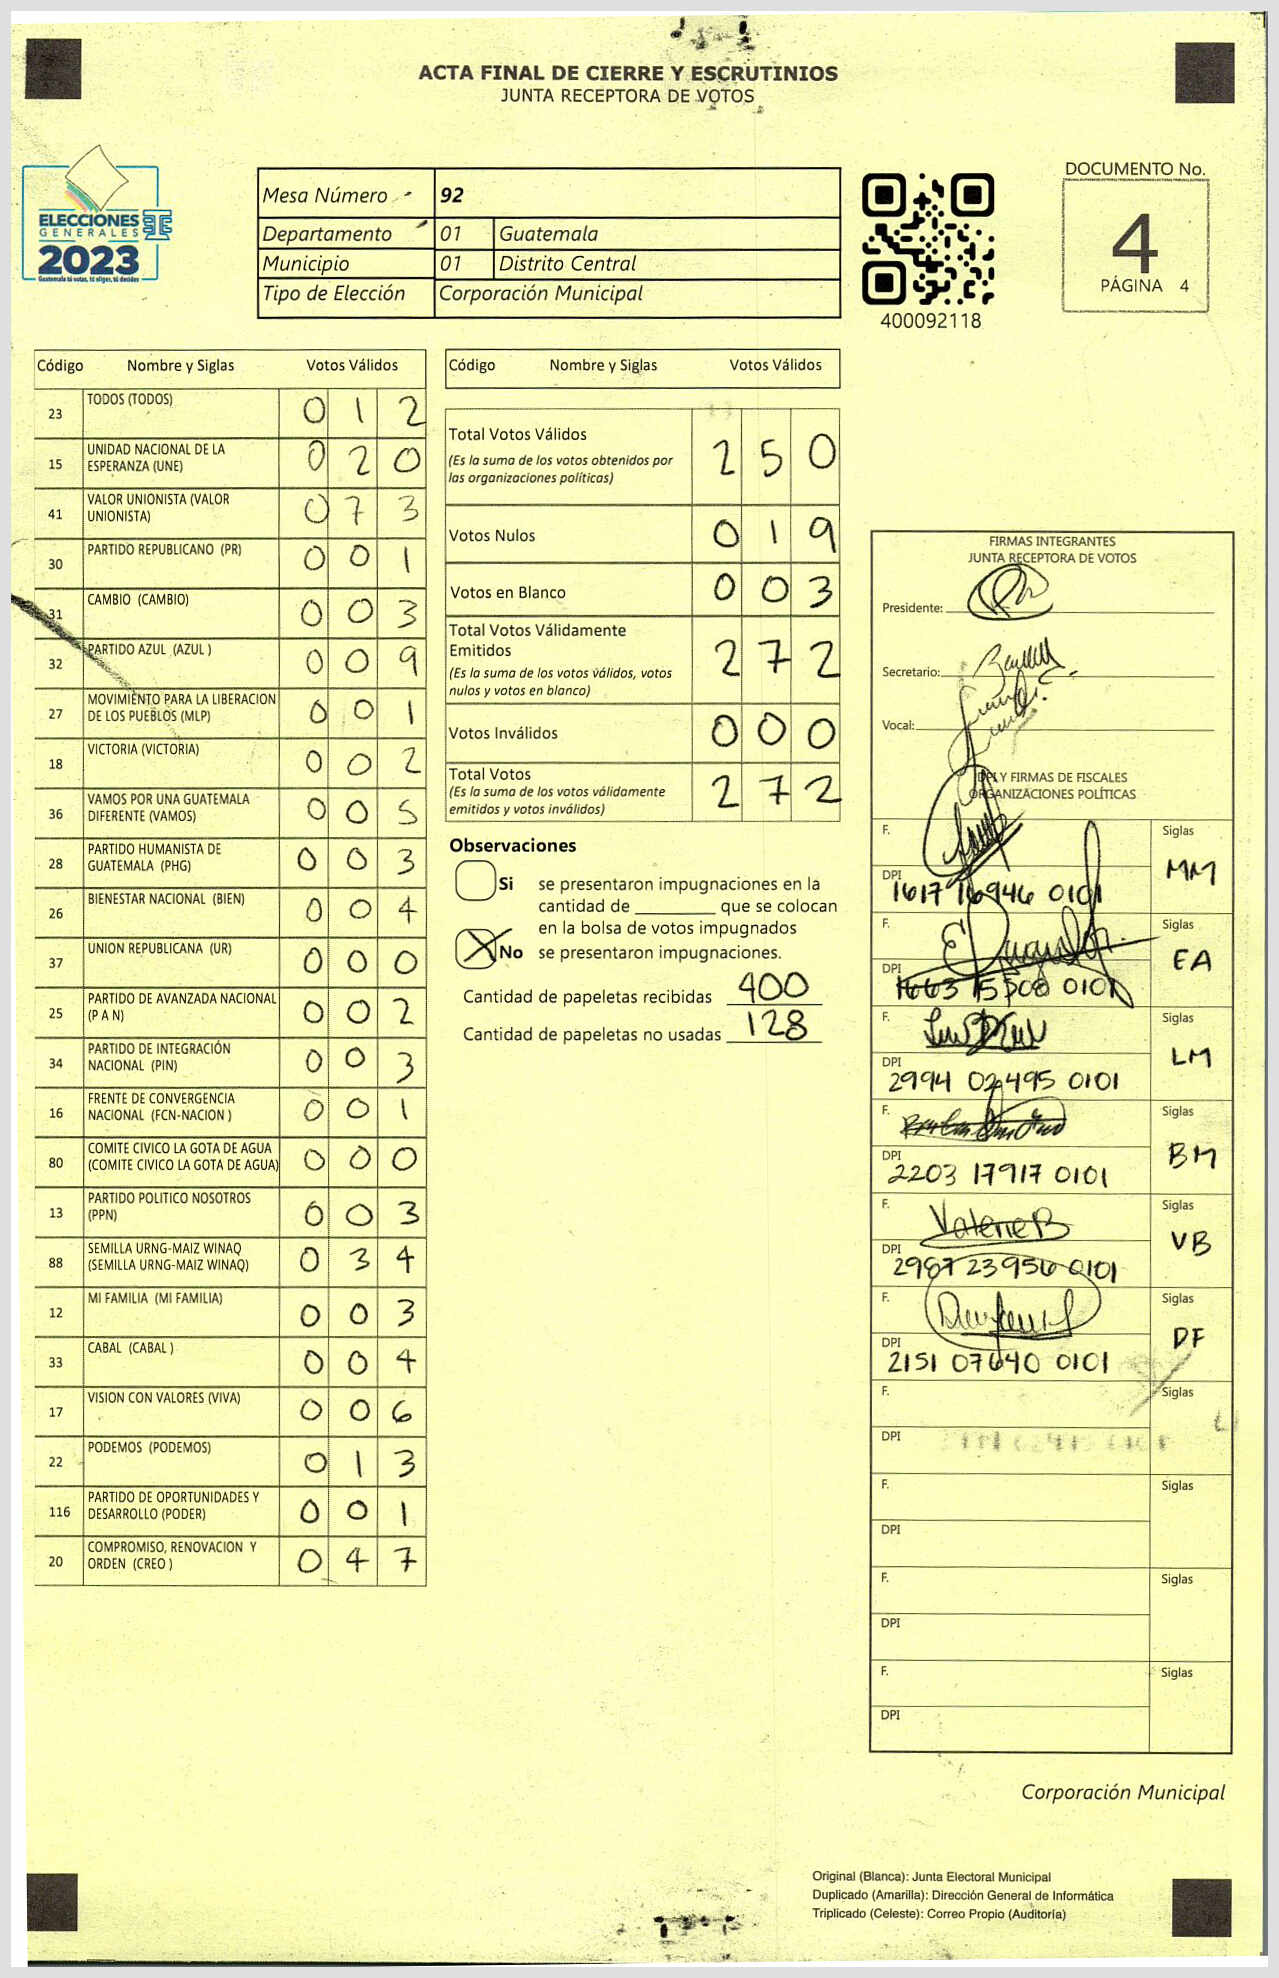 ACTA FINAL DE CIERRE Y ESCRUTINIOS
JUNTA RECEPTORA DE VOTOS
ELECCIONES
GENERALES
2023
Guatemala tú votas, tú eliges, tú decides
Mesa Número 92
Departamento 01 Guatemala
Municipio 01 Distrito Central
Tipo de Elección Corporación Municipal
400092118
DOCUMENTO No.
4
PÁGINA 4
Código Nombre y Siglas Votos Válidos
23 TODOS (TODOS) 0 1 2
15 UNIDAD NACIONAL DE LA
ESPERANZA (UNE) 0 2 0
41 VALOR UNIONISTA (VALOR
UNIONISTA) 0 7 3
30 PARTIDO REPUBLICANO (PR) 0 0 1
31 CAMBIO (CAMBIO) 0 0 3
32 PARTIDO AZUL (AZUL ) 0 0 9
27 MOVIMIENTO PARA LA LIBERACION
DE LOS PUEBLOS (MLP) 0 0 1
18 VICTORIA (VICTORIA) 0 0 2
36 VAMOS POR UNA GUATEMALA
DIFERENTE (VAMOS) 0 0 5
28 PARTIDO HUMANISTA DE
GUATEMALA (PHG) 0 0 3
26 BIENESTAR NACIONAL (BIEN) 0 0 4
37 UNION REPUBLICANA (UR) 0 0 0
25 PARTIDO DE AVANZADA NACIONAL
(P A N) 0 0 2
34 PARTIDO DE INTEGRACIÓN
NACIONAL (PIN) 0 0 3
16 FRENTE DE CONVERGENCIA
NACIONAL (FCN-NACION ) 0 0 1
80 COMITE CIVICO LA GOTA DE AGUA
(COMITE CIVICO LA GOTA DE AGUA) 0 0 0
13 PARTIDO POLITICO NOSOTROS
(PPN) 0 0 3
88 SEMILLA URNG-MAIZ WINAQ
(SEMILLA URNG-MAIZ WINAQ) 0 3 4
12 MI FAMILIA (MI FAMILIA) 0 0 3
33 CABAL (CABAL ) 0 0 4
17 VISION CON VALORES (VIVA) 0 0 6
22 PODEMOS (PODEMOS) 0 1 3
116 PARTIDO DE OPORTUNIDADES Y
DESARROLLO (PODER) 0 0 1
20 COMPROMISO, RENOVACION Y
ORDEN (CREO ) 0 4 7
Código Nombre y Siglas Votos Válidos
Total Votos Válidos 2 5 0
(Es la suma de los votos obtenidos por
las organizaciones políticas)
Votos Nulos 0 1 9
Votos en Blanco 0 0 3
Total Votos Válidamente
Emitidos 2 7 2
(Es la suma de los votos válidos, votos
nulos y votos en blanco)
Votos Inválidos 0 0 0
Total Votos 2 7 2
(Es la suma de los votos válidamente
emitidos y votos inválidos)
Observaciones
Si se presentaron impugnaciones en la
cantidad de ________ que se colocan
en la bolsa de votos impugnados
No se presentaron impugnaciones.
Cantidad de papeletas recibidas 400
Cantidad de papeletas no usadas 128
FIRMAS INTEGRANTES
JUNTA RECEPTORA DE VOTOS
Presidente:
Secretario:
Vocal:
DPI Y FIRMAS DE FISCALES
ORGANIZACIONES POLÍTICAS
F. Siglas
MM
DPI
1617 16946 0101
F. Siglas
EA
DPI
1663 15508 0101
F. Siglas
LM
DPI
2994 02495 0101
F. Siglas
BM
DPI
2203 17917 0101
F. Valerie B Siglas
VB
DPI
2987 23956 0101
F. Siglas
DF
DPI
2151 07640 0101
F. Siglas
DPI
F. Siglas
DPI
F. Siglas
DPI
F. Siglas
DPI
Corporación Municipal
Original (Blanca): Junta Electoral Municipal
Duplicado (Amarilla): Dirección General de Informática
Triplicado (Celeste): Correo Propio (Auditoría)